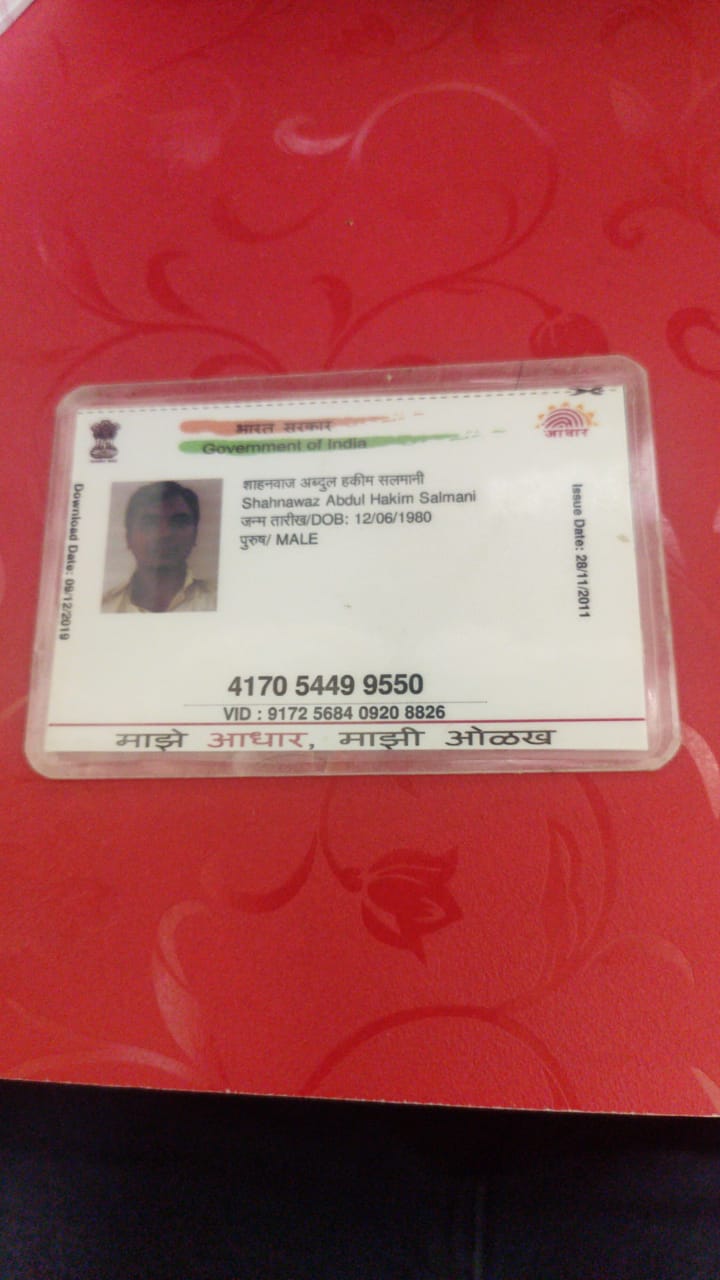 भारत सरकार
Government of India
आधार
शाहनवाज अब्दुल हकीम सलमानी
Shahnawaz Abdul Hakim Salmani
जन्म तारीख/DOB: 12/06/1980
पुरुष/ MALE
Download Date: 09/12/2019
Issue Date: 28/11/2011
4170 5449 9550
VID : 9172 5684 0920 8826
माझे आधार, माझी ओळख